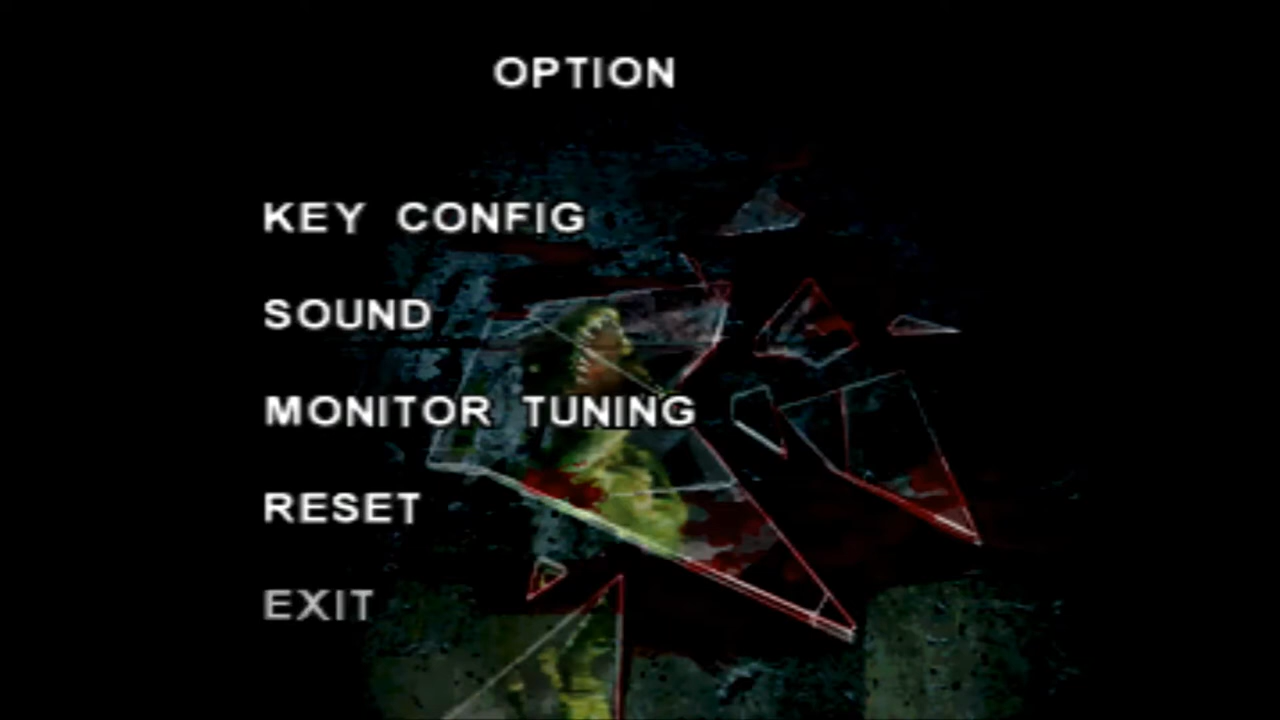 OPTION
KEY CONFIG
SOUND
MONITOR TUNING
RESET
EXIT